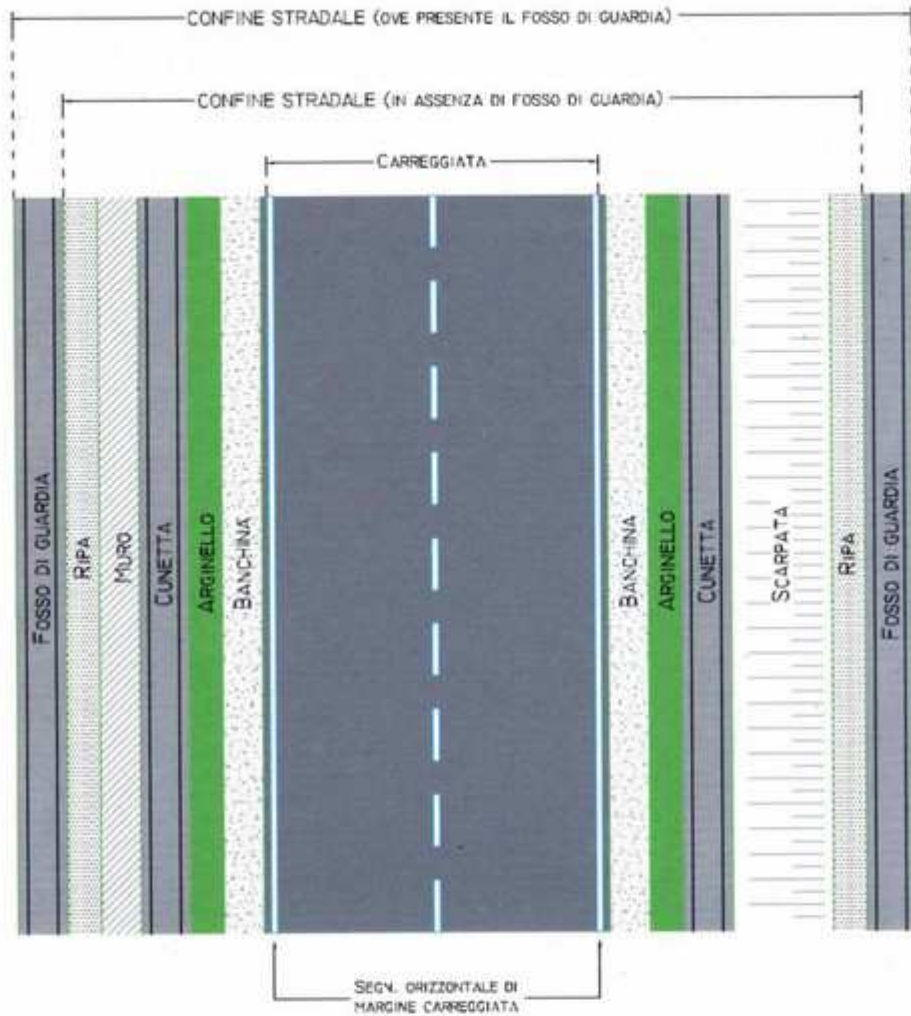 CONFINE STRADALE (OVE PRESENTE IL FOSSO DI GUARDIA)
CONFINE STRADALE (IN ASSENZA DI FOSSO DI GUARDIA)
CARREGGIATA
FOSSO DI GUARDIA
RIPA
MURO
CUNETTA
ARGINELLO
BANCHINA
BANCHINA
ARGINELLO
CUNETTA
SCARPATA
RIPA
FOSSO DI GUARDIA
SEGN. ORIZZONTALE DI
MARGINE CARREGGIATA